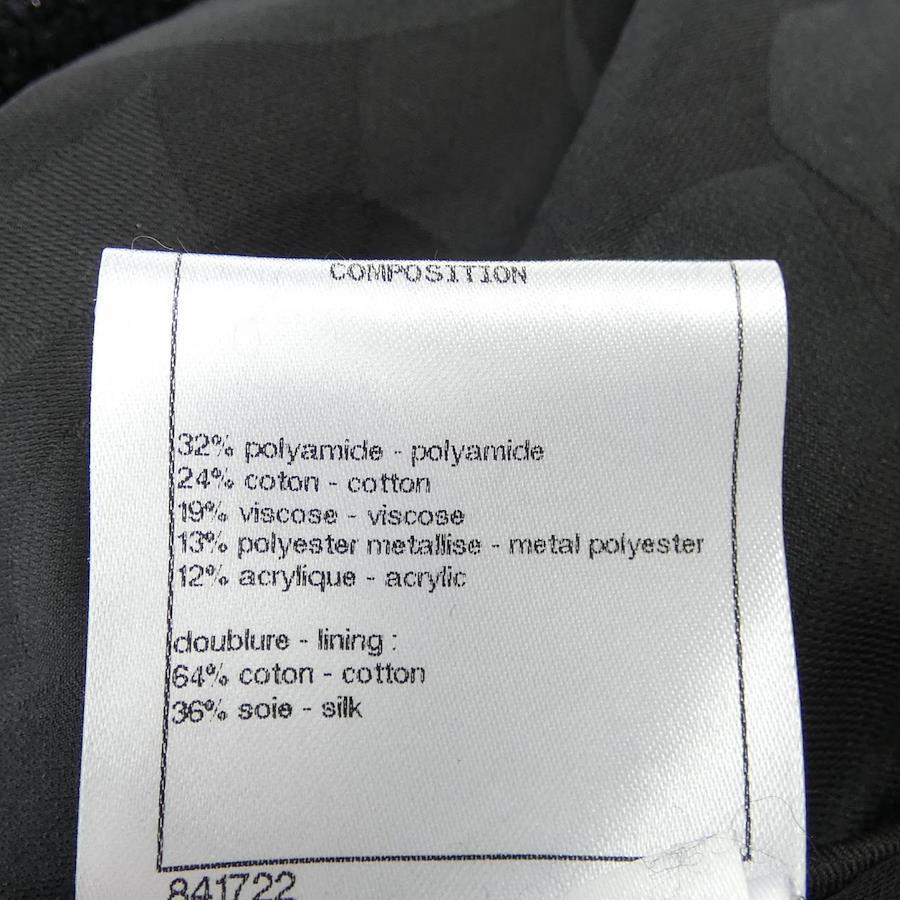 COMPOSITION
32% polyamide - polyamide
24% coton - cotton
19% viscose - viscose
13% polyester metallise - metal polyester
12% acrylique - acrylic
doublure - lining :
64% coton - cotton
36% soie - silk
841722